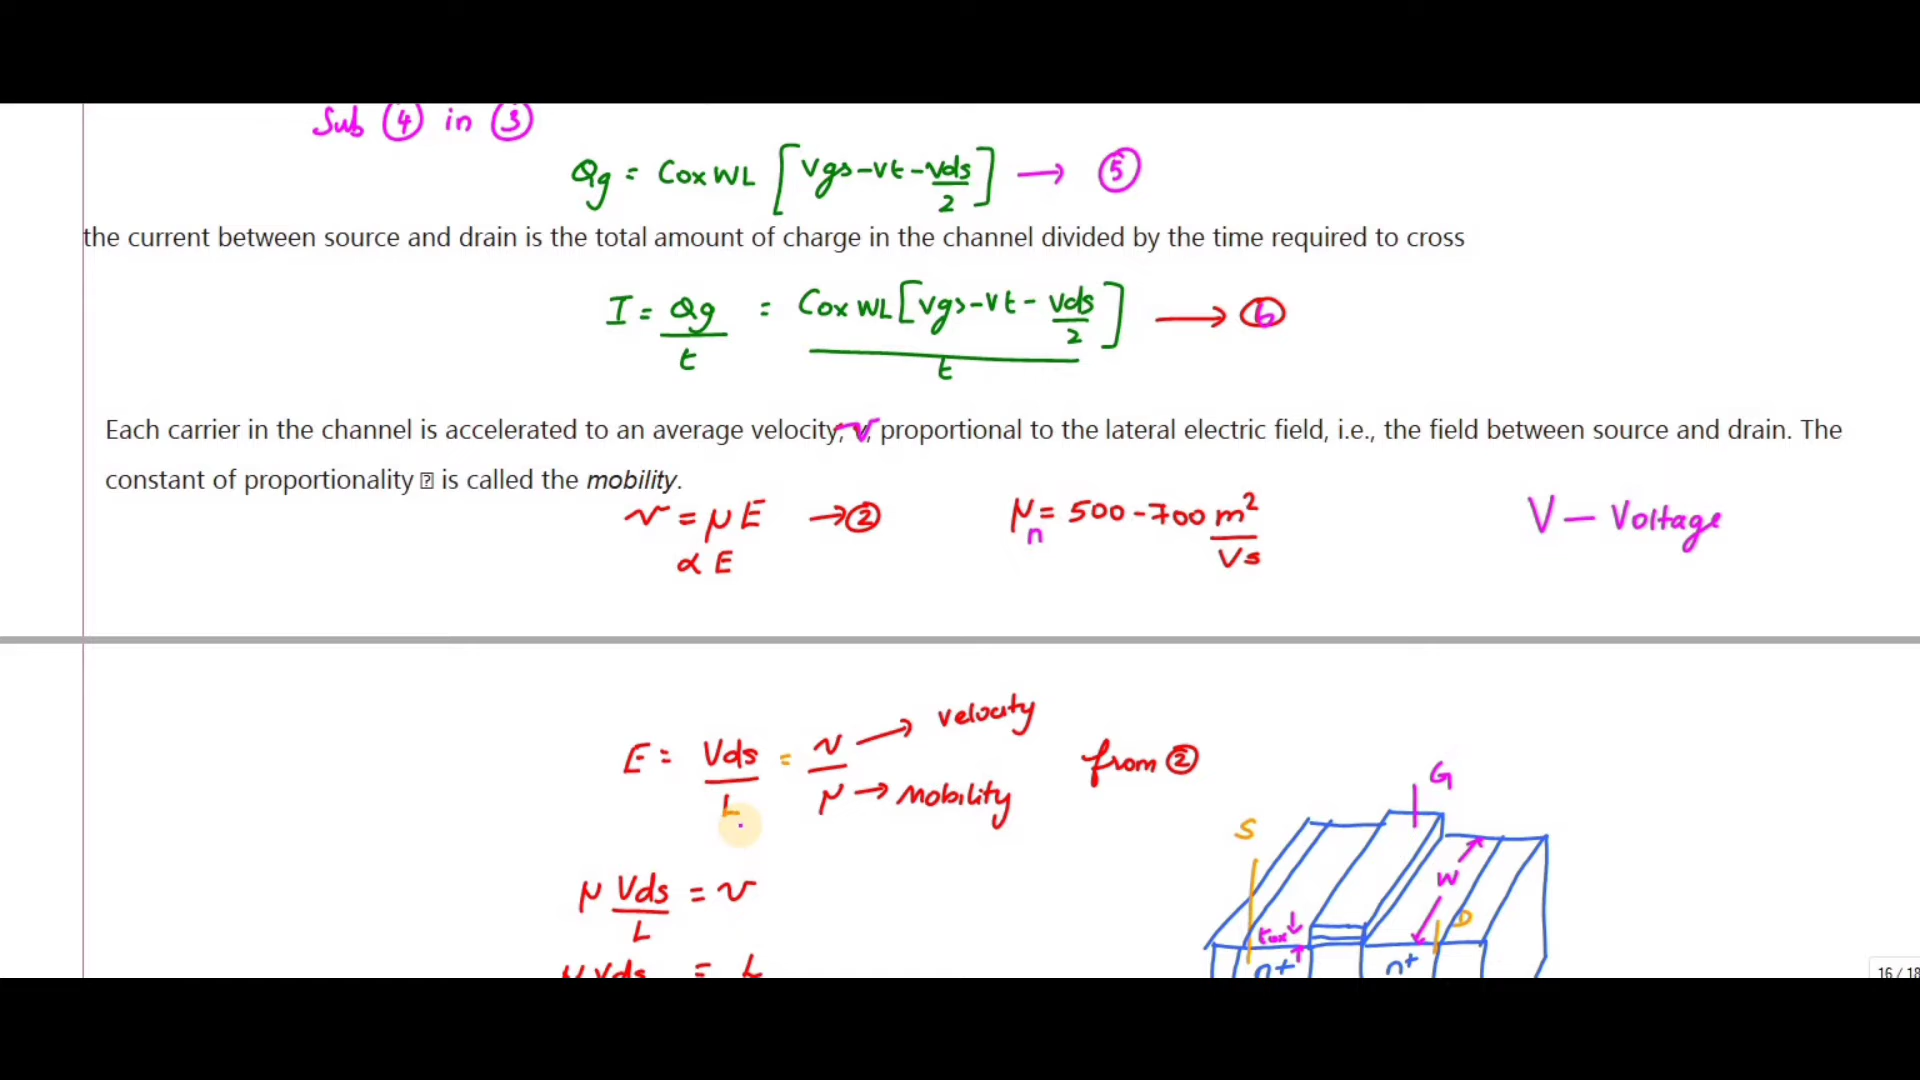 Sub ④ in ③
Qg = Cox WL [Vgs-Vt-Vds/2] → ⑤
the current between source and drain is the total amount of charge in the channel divided by the time required to cross
I = Qg/t = Cox WL [Vgs-Vt-Vds/2]/t → ⑥
Each carrier in the channel is accelerated to an average velocity, v, proportional to the lateral electric field, i.e., the field between source and drain. The
constant of proportionality is called the mobility.
v = μ E → ②
α E
μn = 500-700 m²/Vs
V – Voltage
E = Vds/L = v/μ
→ velocity
→ Mobility
from ②
μ Vds/L = v
μ Vds = L
G
S
W
D
tox
n+
n+
16 / 18